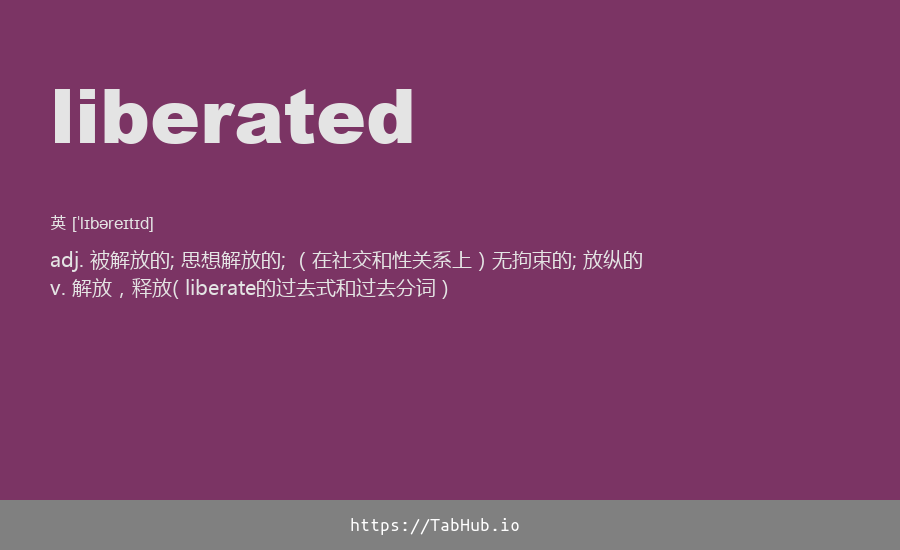 liberated
英 [ˈlɪbəreɪtɪd]
adj. 被解放的; 思想解放的; （在社交和性关系上）无拘束的; 放纵的
v. 解放，释放( liberate的过去式和过去分词 )
https://TabHub.io